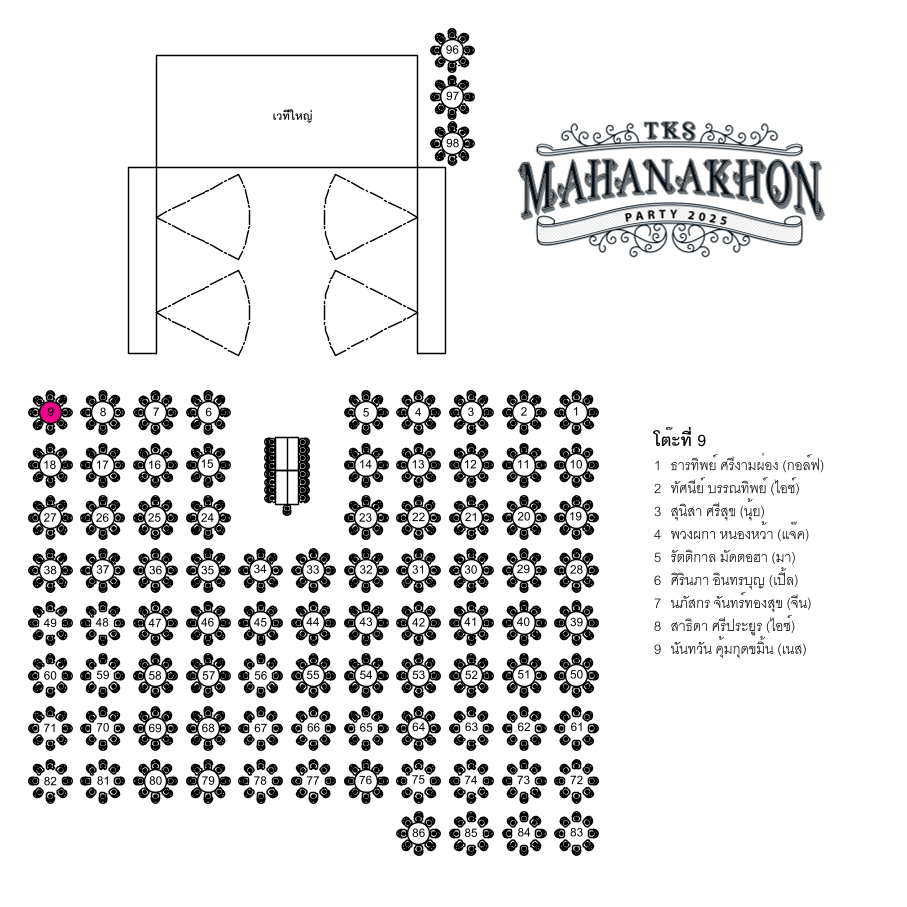 96
97
98
เวทีใหญ่
TKS
MAHANAKHON
PARTY 2025
9 8 7 6 5 4 3 2 1
18 17 16 15 14 13 12 11 10
27 26 25 24 23 22 21 20 19
38 37 36 35 34 33 32 31 30 29 28
49 48 47 46 45 44 43 42 41 40 39
60 59 58 57 56 55 54 53 52 51 50
71 70 69 68 67 66 65 64 63 62 61
82 81 80 79 78 77 76 75 74 73 72
86 85 84 83
โต๊ะที่ 9
1 ธารทิพย์ ศรีงามผ่อง (กอล์ฟ)
2 ทัศนีย์ บรรณทิพย์ (ไอซ์)
3 สุนิสา ศรีสุข (นุ้ย)
4 พวงผกา หนองหว้า (แจ๊ค)
5 รัตติกาล มัดตอฮา (มา)
6 ศิรินภา อินทรบุญ (เปิ้ล)
7 นภัสกร จันทร์ทองสุข (จีน)
8 สาธิดา ศรีประยูร (ไอซ์)
9 นันทวัน คุ้มกุดขมิ้น (เนส)